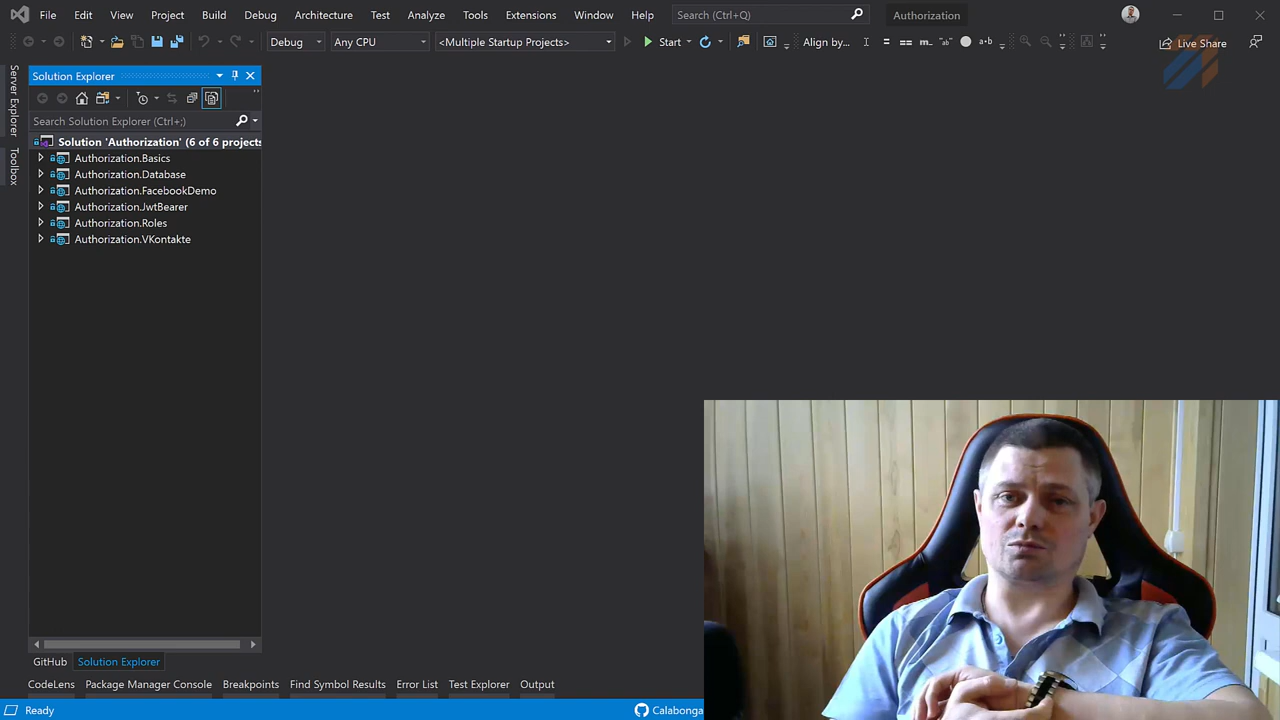 File Edit View Project Build Debug Architecture Test Analyze Tools Extensions Window Help Search (Ctrl+Q) Authorization
Debug Any CPU <Multiple Startup Projects> Start Align by... Live Share
Server Explorer
Toolbox
Solution Explorer
Search Solution Explorer (Ctrl+;)
Solution 'Authorization' (6 of 6 projects
Authorization.Basics
Authorization.Database
Authorization.FacebookDemo
Authorization.JwtBearer
Authorization.Roles
Authorization.VKontakte
GitHub Solution Explorer
CodeLens Package Manager Console Breakpoints Find Symbol Results Error List Test Explorer Output
Ready Calabonga